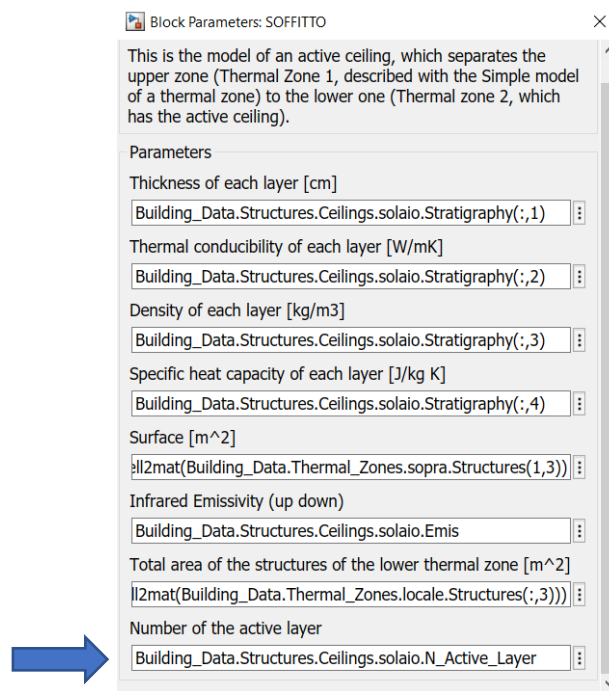 Block Parameters: SOFFITTO
This is the model of an active ceiling, which separates the
upper zone (Thermal Zone 1, described with the Simple model
of a thermal zone) to the lower one (Thermal zone 2, which
has the active ceiling).
Parameters
Thickness of each layer [cm]
Building_Data.Structures.Ceilings.solaio.Stratigraphy(:,1)
Thermal conducibility of each layer [W/mK]
Building_Data.Structures.Ceilings.solaio.Stratigraphy(:,2)
Density of each layer [kg/m3]
Building_Data.Structures.Ceilings.solaio.Stratigraphy(:,3)
Specific heat capacity of each layer [J/kg K]
Building_Data.Structures.Ceilings.solaio.Stratigraphy(:,4)
Surface [m^2]
ell2mat(Building_Data.Thermal_Zones.sopra.Structures(1,3))
Infrared Emissivity (up down)
Building_Data.Structures.Ceilings.solaio.Emis
Total area of the structures of the lower thermal zone [m^2]
ll2mat(Building_Data.Thermal_Zones.locale.Structures(:,3)))
Number of the active layer
Building_Data.Structures.Ceilings.solaio.N_Active_Layer